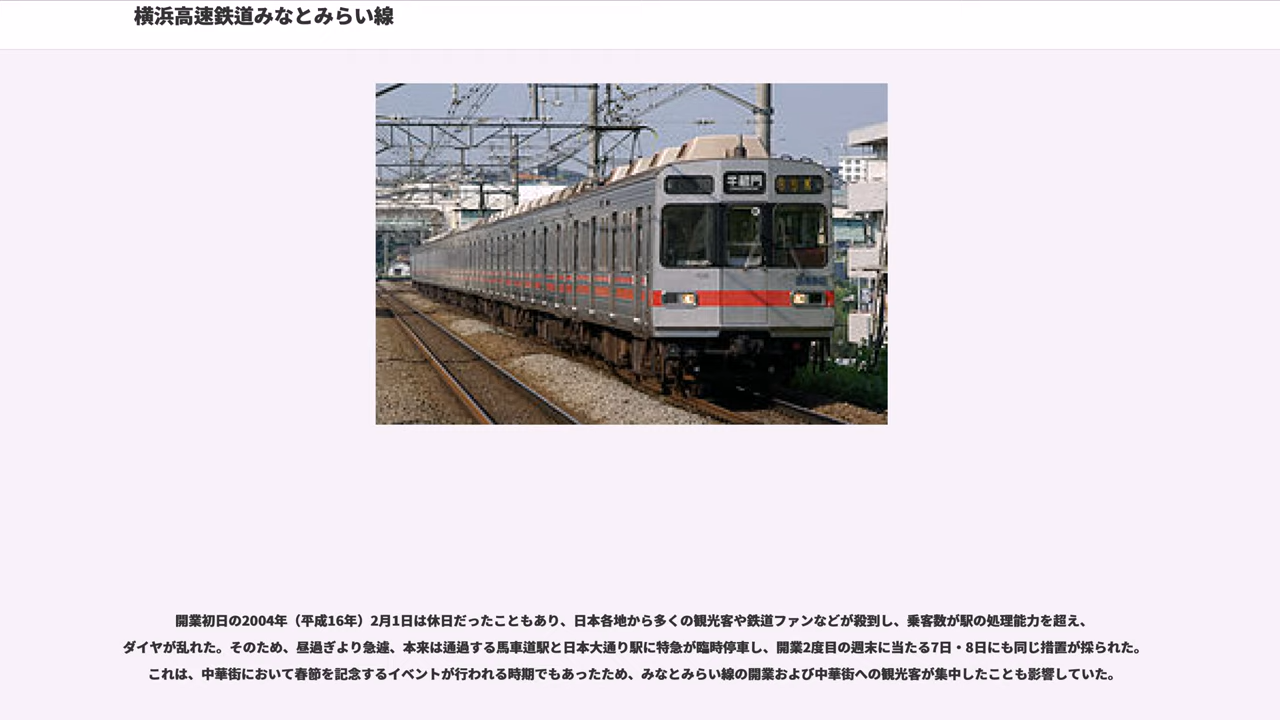 横浜高速鉄道みなとみらい線
半蔵門
開業初日の2004年（平成16年）2月1日は休日だったこともあり、日本各地から多くの観光客や鉄道ファンなどが殺到し、乗客数が駅の処理能力を超え、
ダイヤが乱れた。そのため、昼過ぎより急遽、本来は通過する馬車道駅と日本大通り駅に特急が臨時停車し、開業2度目の週末に当たる7日・8日にも同じ措置が採られた。
これは、中華街において春節を記念するイベントが行われる時期でもあったため、みなとみらい線の開業および中華街への観光客が集中したことも影響していた。